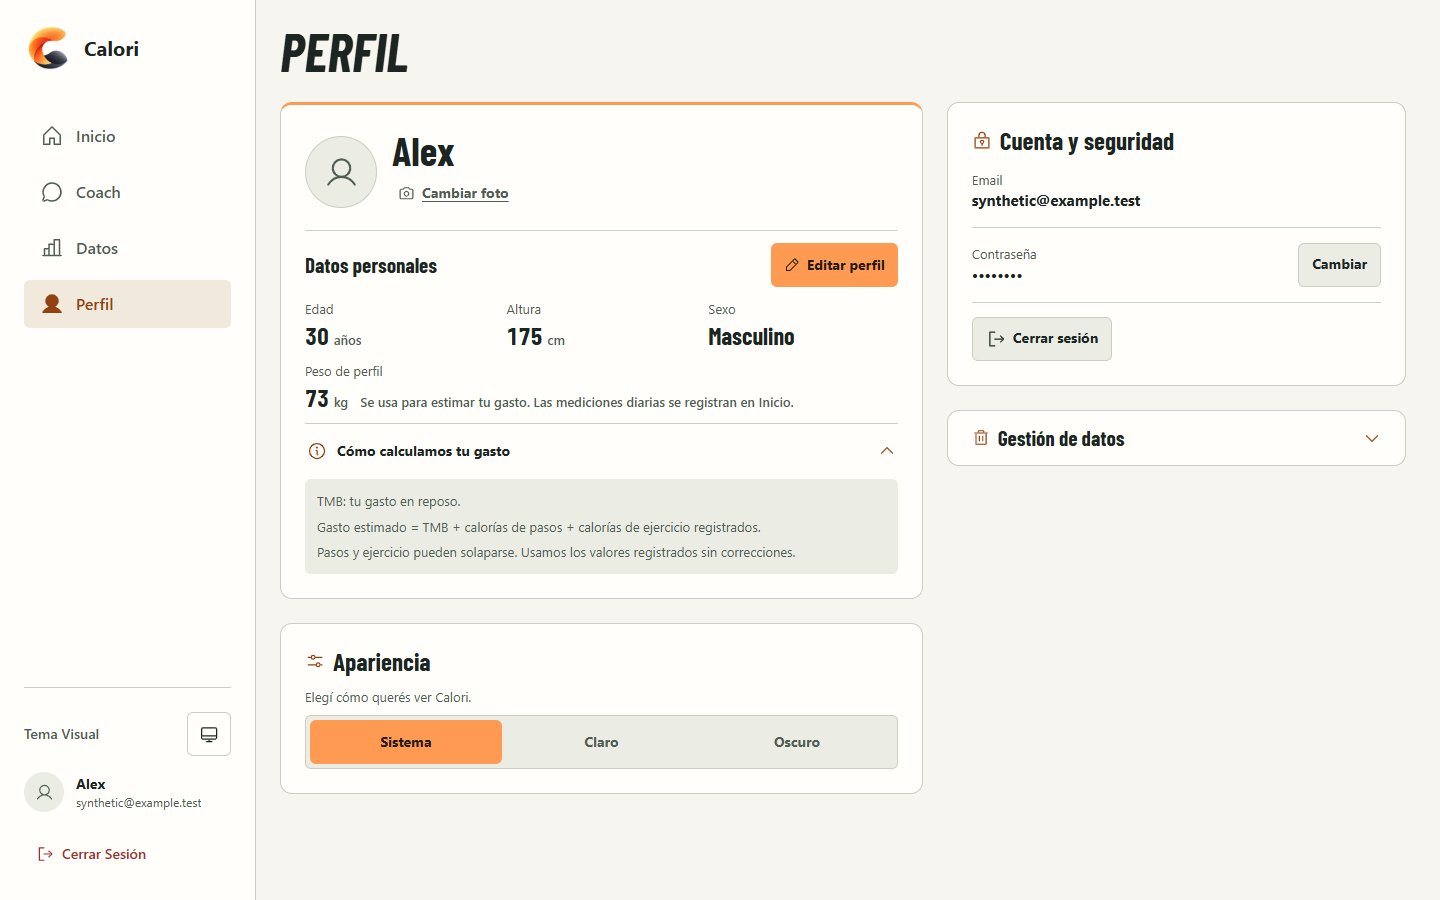 Calori
Inicio
Coach
Datos
Perfil
Tema Visual
Alex
synthetic@example.test
Cerrar Sesión
PERFIL
Alex
Cambiar foto
Datos personales
Editar perfil
Edad
30 años
Altura
175 cm
Sexo
Masculino
Peso de perfil
73 kg Se usa para estimar tu gasto. Las mediciones diarias se registran en Inicio.
Cómo calculamos tu gasto
TMB: tu gasto en reposo.
Gasto estimado = TMB + calorías de pasos + calorías de ejercicio registrados.
Pasos y ejercicio pueden solaparse. Usamos los valores registrados sin correcciones.
Apariencia
Elegí cómo querés ver Calori.
Sistema
Claro
Oscuro
Cuenta y seguridad
Email
synthetic@example.test
Contraseña
••••••••
Cambiar
Cerrar sesión
Gestión de datos